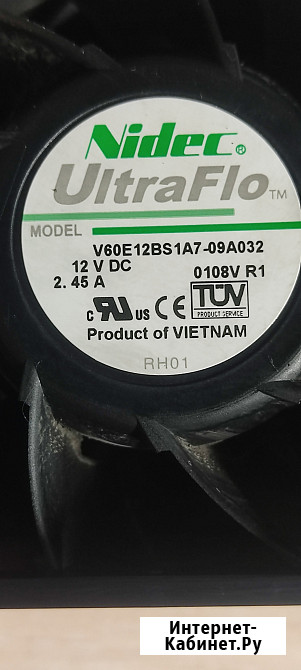 Nidec®
UltraFlo™
MODEL
V60E12BS1A7-09A032
12 V DC
0108V R1
2. 45 A
c RU US CE TÜV
PRODUCT SERVICE
Product of VIETNAM
RH01
Интернет-
Кабинет.Ру